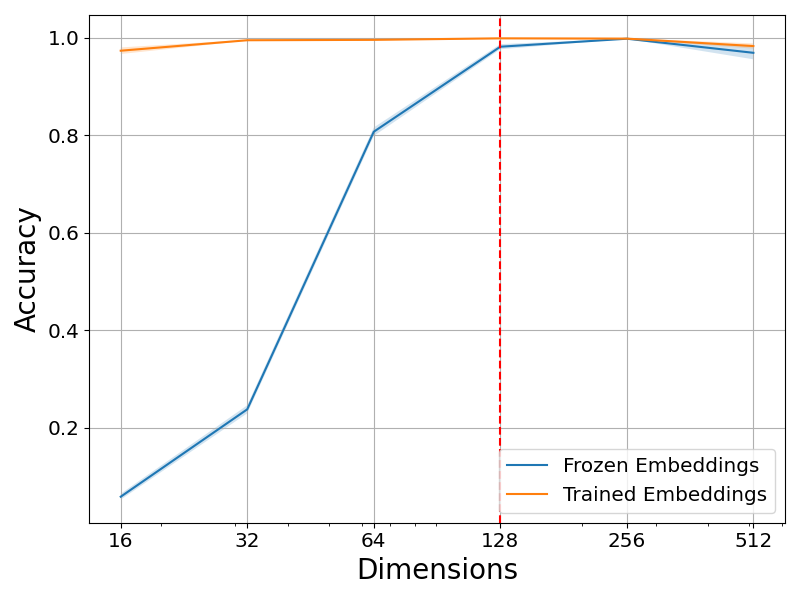 1.0
0.8
0.6
0.4
0.2
Accuracy
16 32 64 128 256 512
Dimensions
Frozen Embeddings
Trained Embeddings